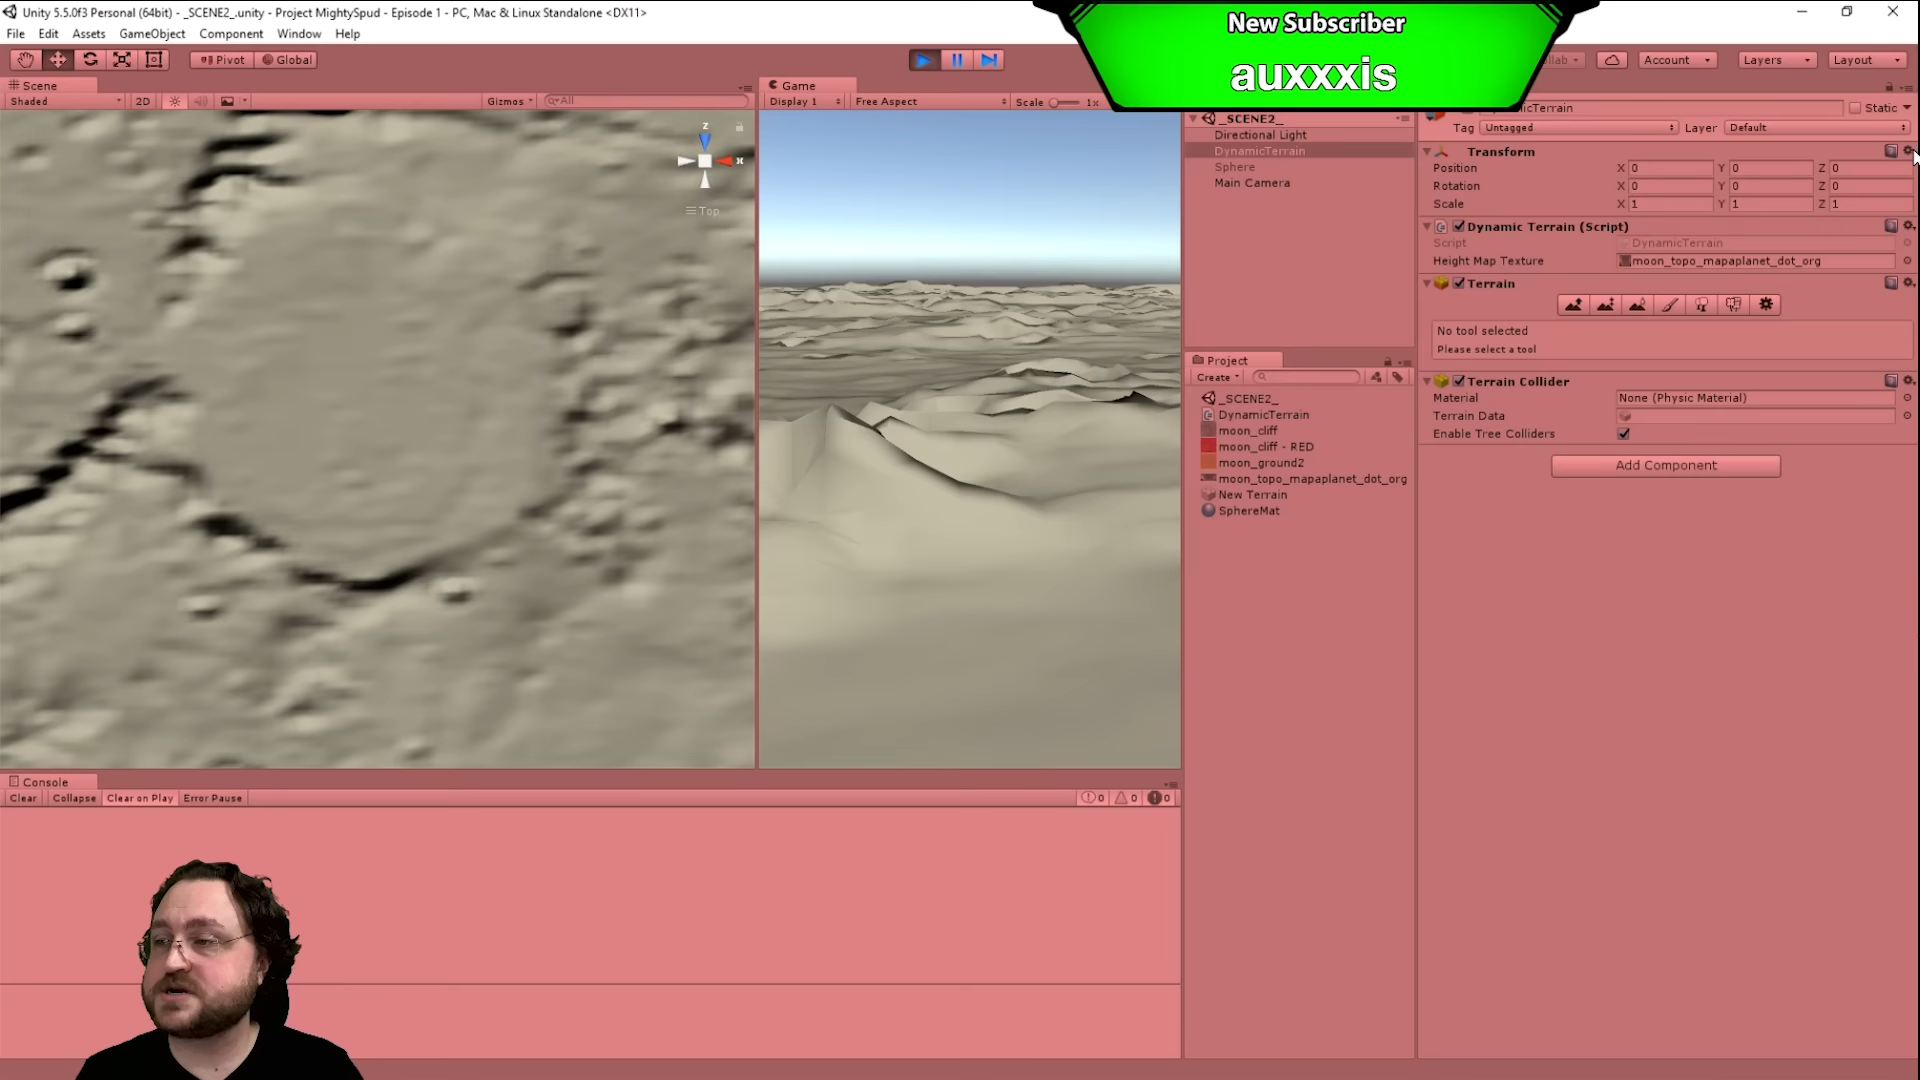 Unity 5.5.0f3 Personal (64bit) - _SCENE2_.unity - Project MightySpud - Episode 1 - PC, Mac & Linux Standalone <DX11>
New Subscriber
auxxxis
File Edit Assets GameObject Component Window Help
Pivot Global
Account Layers Layout
Scene
Shaded 2D Gizmos All
z
x
Top
Game
Display 1 Free Aspect Scale 1x
_SCENE2_
Directional Light
DynamicTerrain
Sphere
Main Camera
Project
Create
_SCENE2_
DynamicTerrain
moon_cliff
moon_cliff - RED
moon_ground2
moon_topo_mapaplanet_dot_org
New Terrain
SphereMat
Static
Tag Untagged Layer Default
Transform
Position X 0 Y 0 Z 0
Rotation X 0 Y 0 Z 0
Scale X 1 Y 1 Z 1
Dynamic Terrain (Script)
Script DynamicTerrain
Height Map Texture moon_topo_mapaplanet_dot_org
Terrain
No tool selected
Please select a tool
Terrain Collider
Material None (Physic Material)
Terrain Data
Enable Tree Colliders
Add Component
Console
Clear Collapse Clear on Play Error Pause 0 0 0